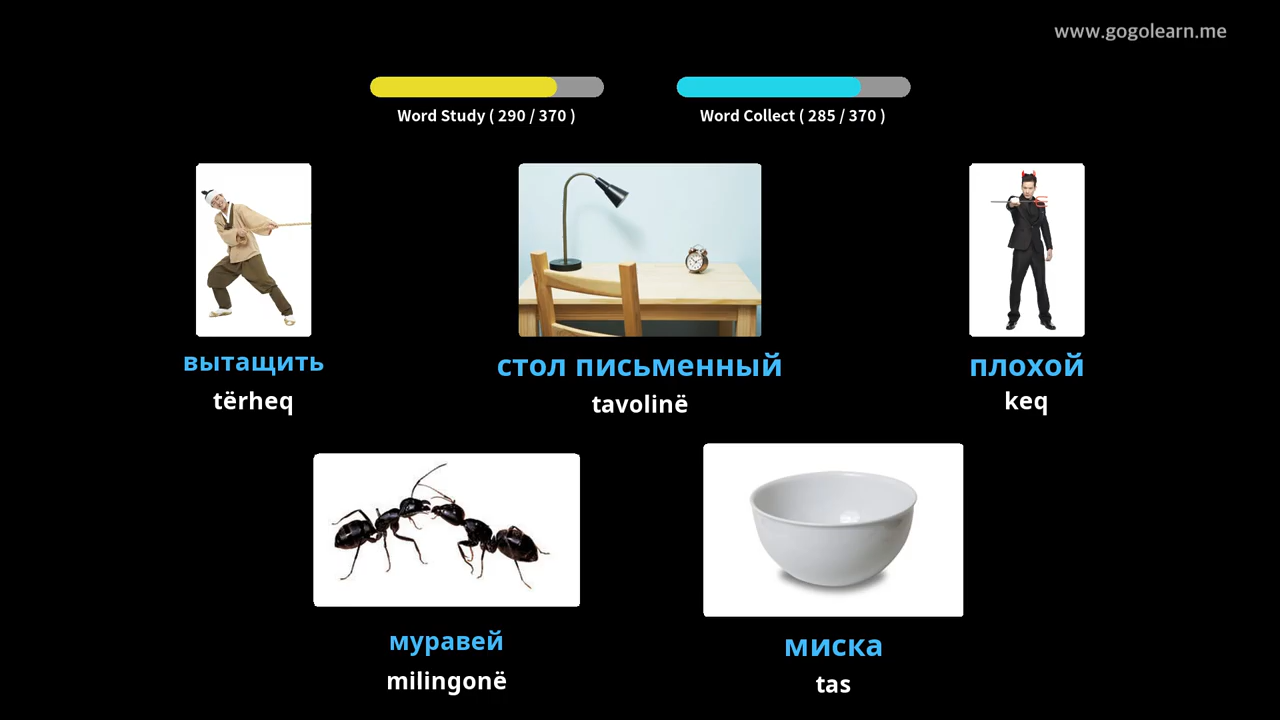 www.gogolearn.me
Word Study ( 290 / 370 )
Word Collect ( 285 / 370 )
вытащить
tërheq
стол письменный
tavolinë
плохой
keq
муравей
milingonë
миска
tas